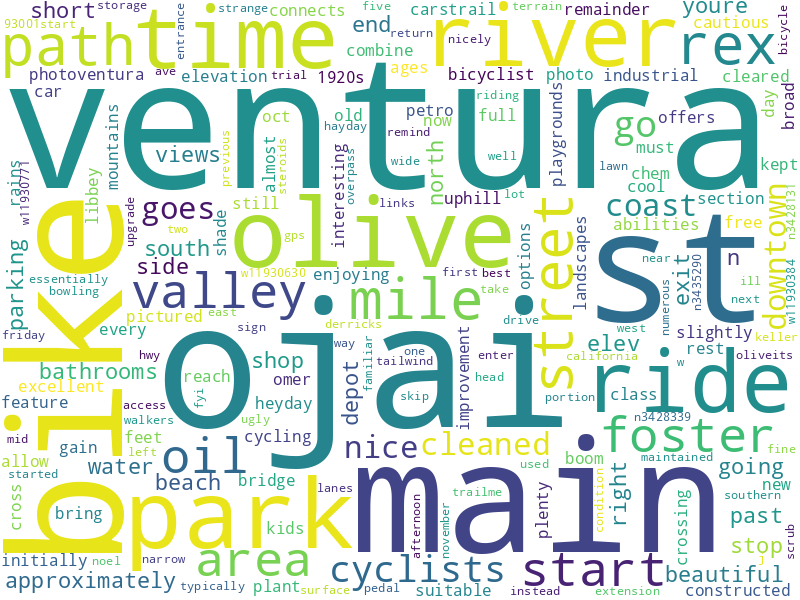 93001start storage strange five terrain cautious youre bicycle
short connects carstrail remainder
path time entrance end return river nicely rex
combine
photoventura elevation trial 1920s ages bicyclist photo industrial cleared
car ave petro broad
ventura
oct old hayday now full riding go offers day
mountains almost remind must
rains libbey views previous steroids interesting overpass wide north well playgrounds chem lawn kept
w11930771 cool section
goes shade still olive links uphill lot coast abilities free downtown n3428131
upgrade two gps options street landscapes st
parking south side w11930630 enjoying first best near n exit n3435290 ill w11930384
essentially valley take numerous next
bowling bike pictured east derricks mile drive west slightly keller
friday every sign way familiar tailwind enter california elev rest oliveits
hwy ojai one improvement w
bathrooms shop reach omer depot head portion ride class
excellent fyi skip
feature access heyday ugly foster n3428339
mid walkers feet cycling nice cleaned
allow gain left oil bridge boom used maintained fine
started water beach trailme going
cross bring park kids lanes main plenty condition right crossing new southern
afternoon november past
initially noel narrow area cyclists start stop j scrub
beautiful
approximately typically plant surface pedal suitable instead extension constructed